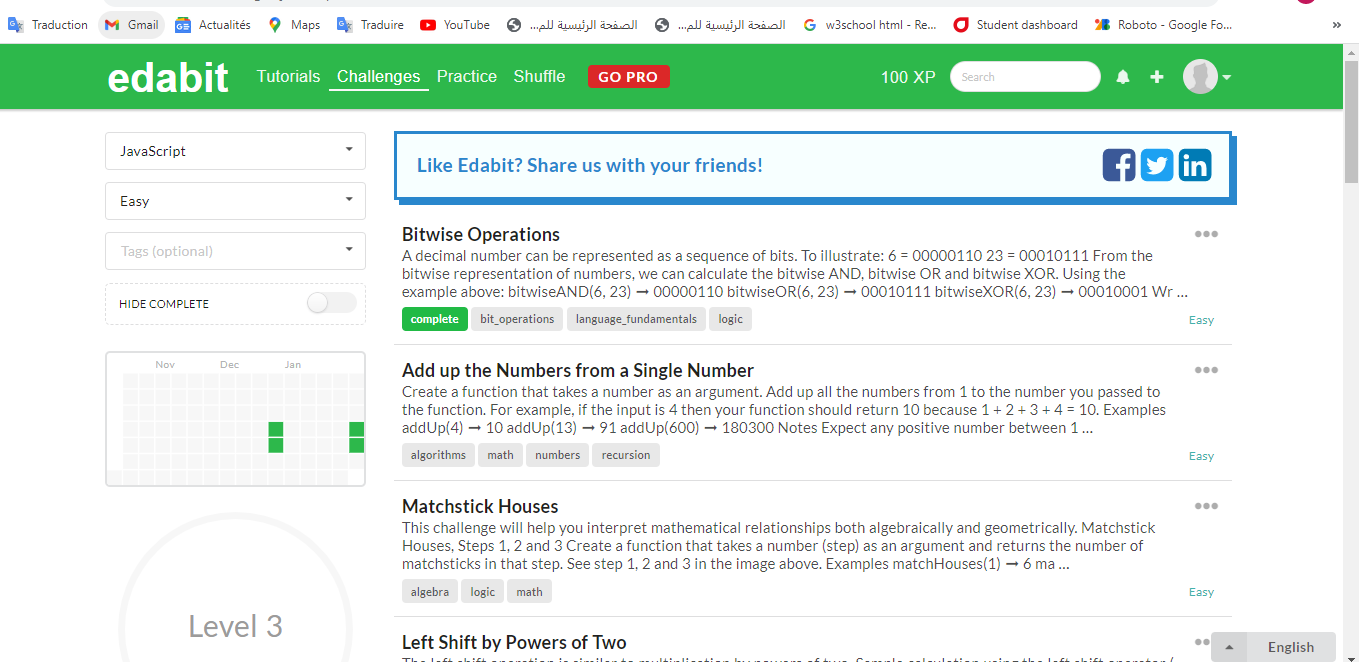 Traduction Gmail Actualités Maps Traduire YouTube الصفحة الرئيسية للم... الصفحة الرئيسية للم... w3school html - Re... Student dashboard Roboto - Google Fo... »
edabit Tutorials Challenges Practice Shuffle GO PRO 100 XP Search
JavaScript
Easy
Tags (optional)
HIDE COMPLETE
Nov Dec Jan
Level 3
Like Edabit? Share us with your friends!
Bitwise Operations
A decimal number can be represented as a sequence of bits. To illustrate: 6 = 00000110 23 = 00010111 From the
bitwise representation of numbers, we can calculate the bitwise AND, bitwise OR and bitwise XOR. Using the
example above: bitwiseAND(6, 23) ➞ 00000110 bitwiseOR(6, 23) ➞ 00010111 bitwiseXOR(6, 23) ➞ 00010001 Wr ...
complete bit_operations language_fundamentals logic Easy
Add up the Numbers from a Single Number
Create a function that takes a number as an argument. Add up all the numbers from 1 to the number you passed to
the function. For example, if the input is 4 then your function should return 10 because 1 + 2 + 3 + 4 = 10. Examples
addUp(4) ➞ 10 addUp(13) ➞ 91 addUp(600) ➞ 180300 Notes Expect any positive number between 1 ...
algorithms math numbers recursion Easy
Matchstick Houses
This challenge will help you interpret mathematical relationships both algebraically and geometrically. Matchstick
Houses, Steps 1, 2 and 3 Create a function that takes a number (step) as an argument and returns the number of
matchsticks in that step. See step 1, 2 and 3 in the image above. Examples matchHouses(1) ➞ 6 ma ...
algebra logic math Easy
Left Shift by Powers of Two
English